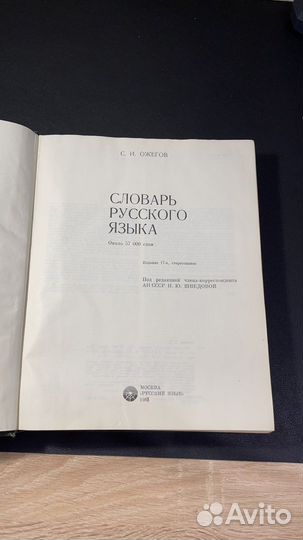 С. И. ОЖЕГОВ
СЛОВАРЬ
РУССКОГО
ЯЗЫКА
Около 57 000 слов
Издание 17-е, стереотипное
Под редакцией члена-корреспондента
АН СССР Н. Ю. ШВЕДОВОЙ
МОСКВА
«РУССКИЙ ЯЗЫК»
Avito